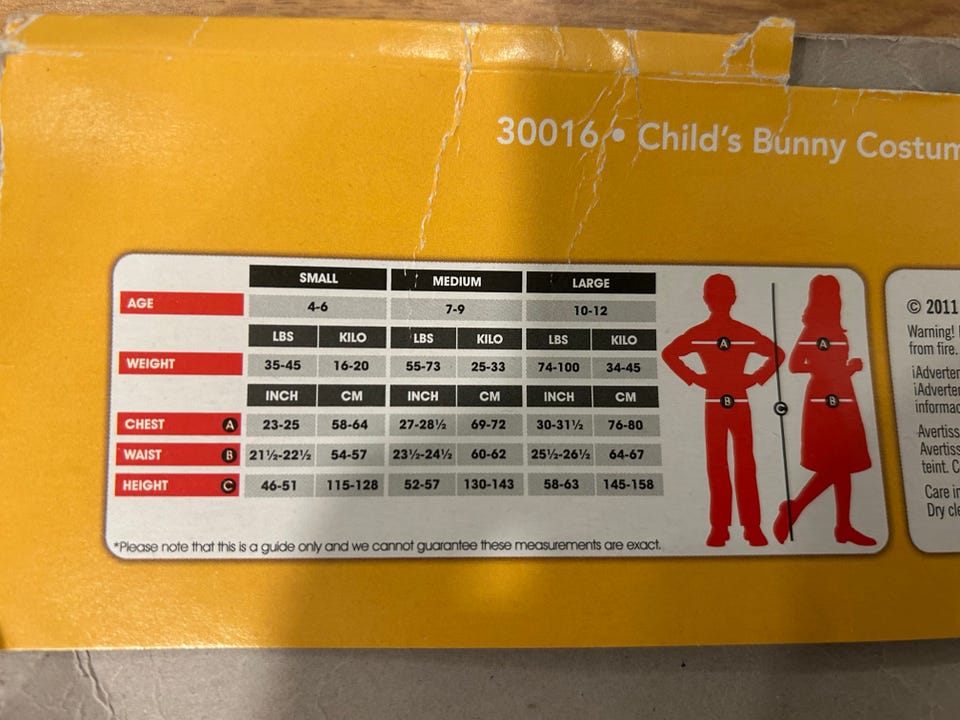 30016 • Child's Bunny
SMALL MEDIUM LARGE
AGE 4-6 7-9 10-12
LBS KILO LBS KILO LBS KILO
WEIGHT 35-45 16-20 55-73 25-33 74-100 34-45
INCH CM INCH CM INCH CM
CHEST A 23-25 58-64 27-28½ 69-72 30-31½ 76-80
WAIST B 21½-22½ 54-57 23½-24½ 60-62 25½-26½ 64-67
HEIGHT C 46-51 115-128 52-57 130-143 58-63 145-158
*Please note that this is a guide only and we cannot guarantee these measurements are exact.
A A
B B
C
© 2011
Warning!
from fire.
teint.
Care
Dry